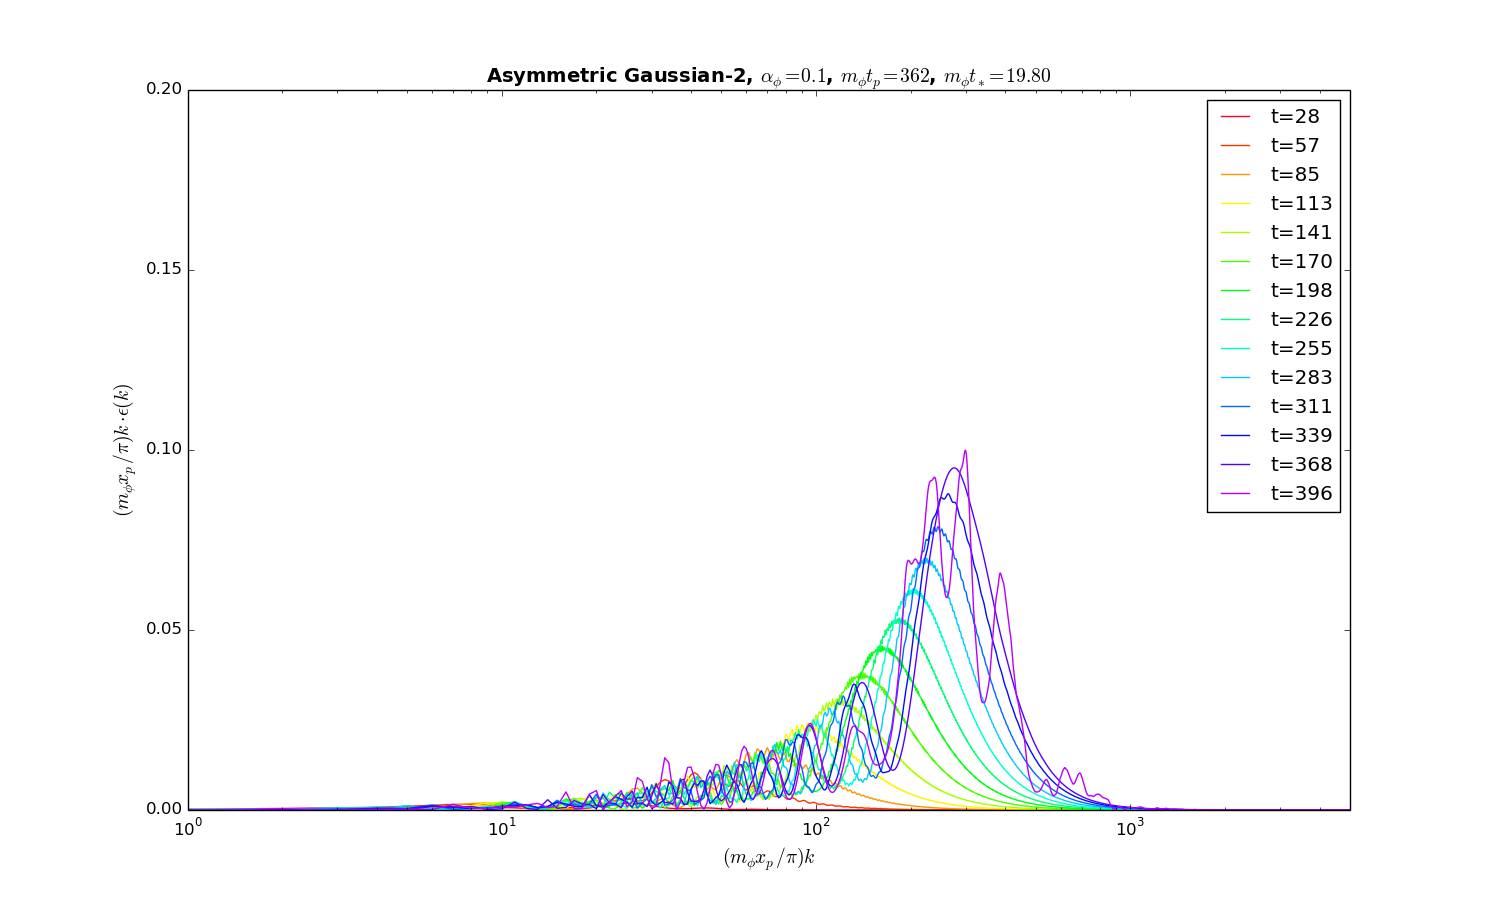 Asymmetric Gaussian-2, α_ϕ=0.1, m_ϕt_p=362, m_ϕt_*=19.80
0.20
0.15
0.10
0.05
0.00
(m_ϕx_p/π)k·ϵ(k)
10^0
10^1
10^2
10^3
(m_ϕx_p/π)k
t=28
t=57
t=85
t=113
t=141
t=170
t=198
t=226
t=255
t=283
t=311
t=339
t=368
t=396